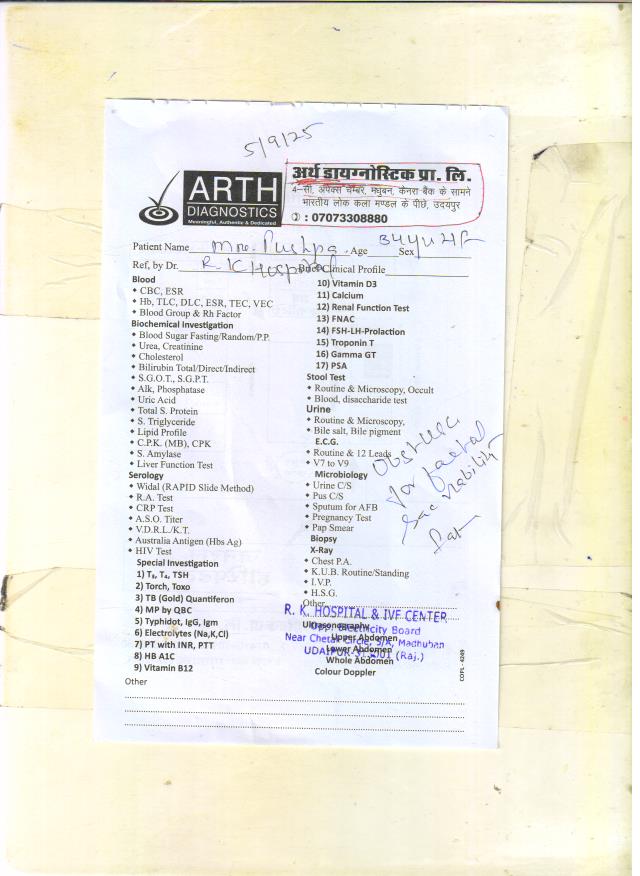 5/9/25
ARTH
DIAGNOSTICS
Meaningful, Authentic & Dedicated
अर्थ डायग्नोस्टिक प्रा. लि.
4-सी, अपेक्स चैम्बर, मधुबन, केनरा-बैंक के सामने
भारतीय लोक कला मण्डल के पीछे, उदयपुर
: 07073308880
Patient Name Mrs. Pushpa Age 34yr Sex F
Ref, by Dr. R. K Hospital Biochemical Profile
Blood
CBC, ESR
Hb, TLC, DLC, ESR, TEC, VEC
Blood Group & Rh Factor
Biochemical Investigation
Blood Sugar Fasting/Random/P.P.
Urea, Creatinine
Cholesterol
Bilirubin Total/Direct/Indirect
S.G.O.T., S.G.P.T.
Alk, Phosphatase
Uric Acid
Total S. Protein
S. Triglyceride
Lipid Profile
C.P.K. (MB), CPK
S. Amylase
Liver Function Test
Serology
Widal (RAPID Slide Method)
R.A. Test
CRP Test
A.S.O. Titer
V.D.R.L./K.T.
Australia Antigen (Hbs Ag)
HIV Test
Special Investigation
1) T₃, T₄, TSH
2) Torch, Toxo
3) TB (Gold) Quantiferon
4) MP by QBC
5) Typhidot, IgG, Igm
6) Electrolytes (Na,K,Cl)
7) PT with INR, PTT
8) HB A1C
9) Vitamin B12
Other
10) Vitamin D3
11) Calcium
12) Renal Function Test
13) FNAC
14) FSH-LH-Prolaction
15) Troponin T
16) Gamma GT
17) PSA
Stool Test
Routine & Microscopy, Occult
Blood, disaccharide test
Urine
Routine & Microscopy,
Bile salt, Bile pigment
E.C.G.
Routine & 12 Leads
V7 to V9
Microbiology
Urine C/S
Pus C/S
Sputum for AFB
Pregnancy Test
Pap Smear
Biopsy
X-Ray
Chest P.A.
K.U.B. Routine/Standing
I.V.P.
H.S.G.
Other
Ultrasonography
Upper Abdomen
Lower Abdomen
Whole Abdomen
Colour Doppler
for
Sac viability
R. K. HOSPITAL & IVF CENTER
Opp. Electricity Board
Near Chetak Circle, 5/A, Madhuban
UDAIPUR-313001 (Raj.)
COPL - 4249